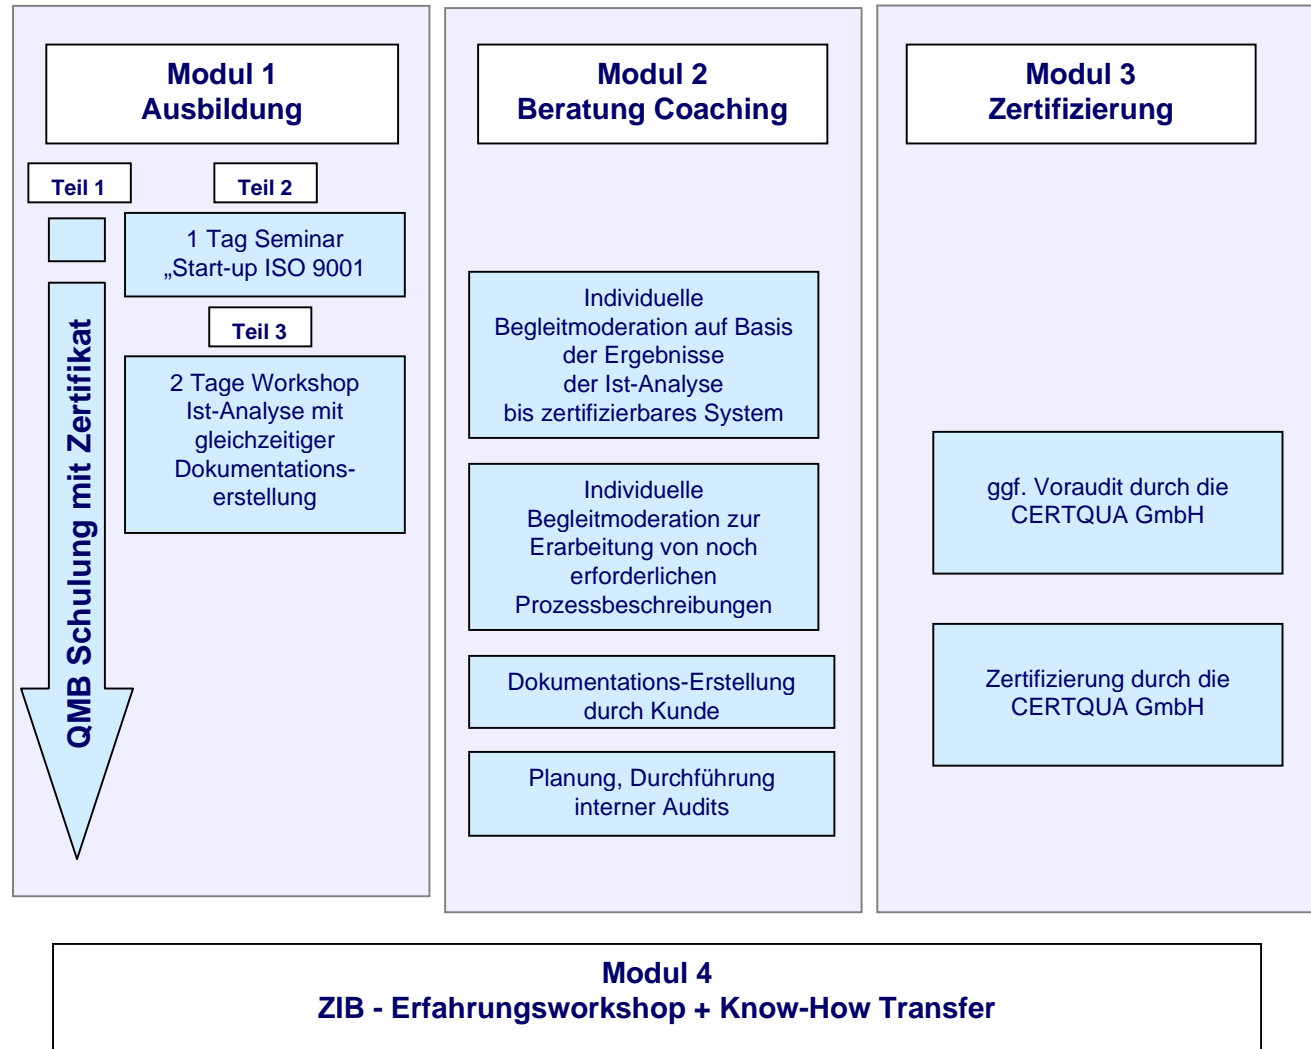 Modul 1
Ausbildung
Teil 1
Teil 2
1 Tag Seminar
„Start-up ISO 9001
Teil 3
2 Tage Workshop
Ist-Analyse mit
gleichzeitiger
Dokumentations-
erstellung
QMB Schulung mit Zertifikat
Modul 2
Beratung Coaching
Individuelle
Begleitmoderation auf Basis
der Ergebnisse
der Ist-Analyse
bis zertifizierbares System
Individuelle
Begleitmoderation zur
Erarbeitung von noch
erforderlichen
Prozessbeschreibungen
Dokumentations-Erstellung
durch Kunde
Planung, Durchführung
interner Audits
Modul 3
Zertifizierung
ggf. Voraudit durch die
CERTQUA GmbH
Zertifizierung durch die
CERTQUA GmbH
Modul 4
ZIB - Erfahrungsworkshop + Know-How Transfer